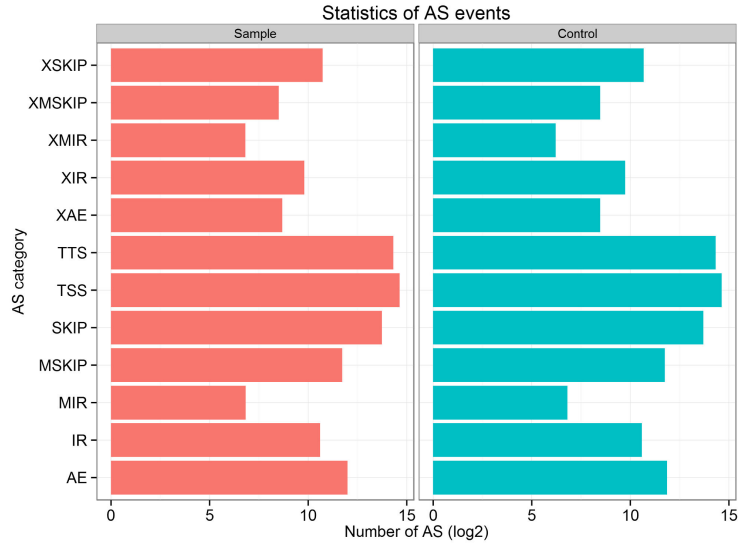 Statistics of AS events
Sample Control
XSKIP
XMSKIP
XMIR
XIR
XAE
TTS
TSS
SKIP
MSKIP
MIR
IR
AE
AS category
0 5 10 15 0 5 10 15
Number of AS (log2)